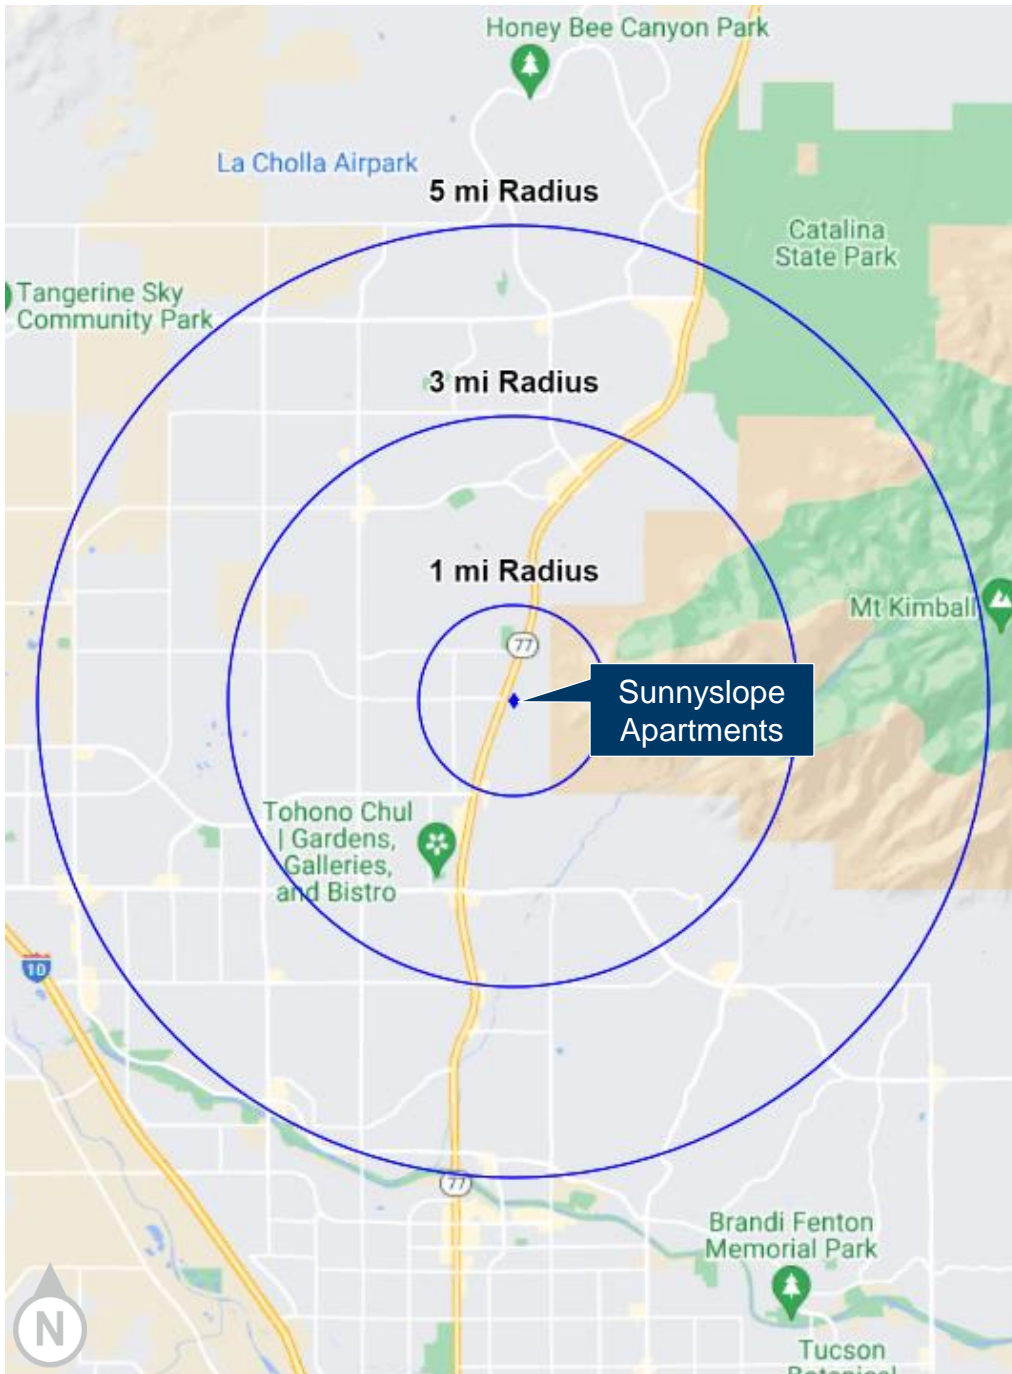 Honey Bee Canyon Park
La Cholla Airpark
5 mi Radius
Catalina
State Park
Tangerine Sky
Community Park
3 mi Radius
1 mi Radius
Mt Kimball
77
Sunnyslope
Apartments
Tohono Chul
| Gardens,
Galleries,
and Bistro
10
77
Brandi Fenton
Memorial Park
N
Tucson